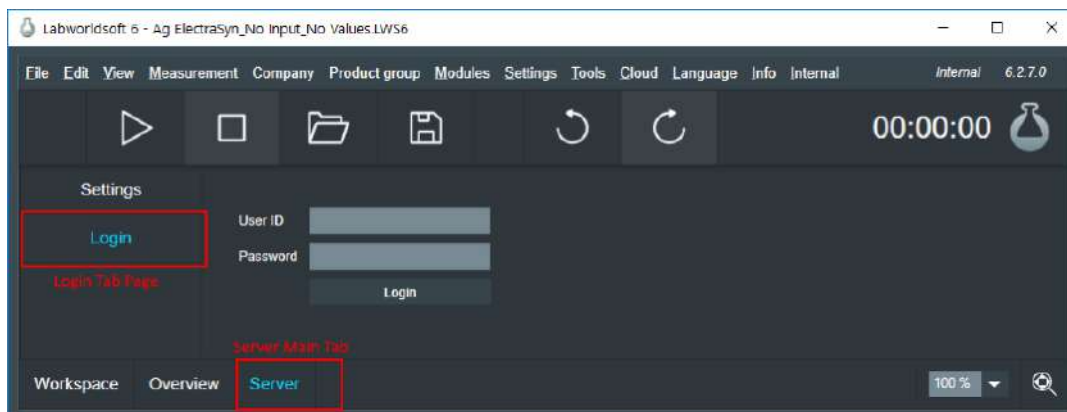 Labworldsoft 6 - Ag ElectraSyn_No Input_No Values.LWS6
File Edit View Measurement Company Product group Modules Settings Tools Cloud Language Info Internal Internal 6.2.7.0
00:00:00
Settings
Login
Login Tab Page
User ID
Password
Login
Server Main Tab
Workspace Overview Server 100 %